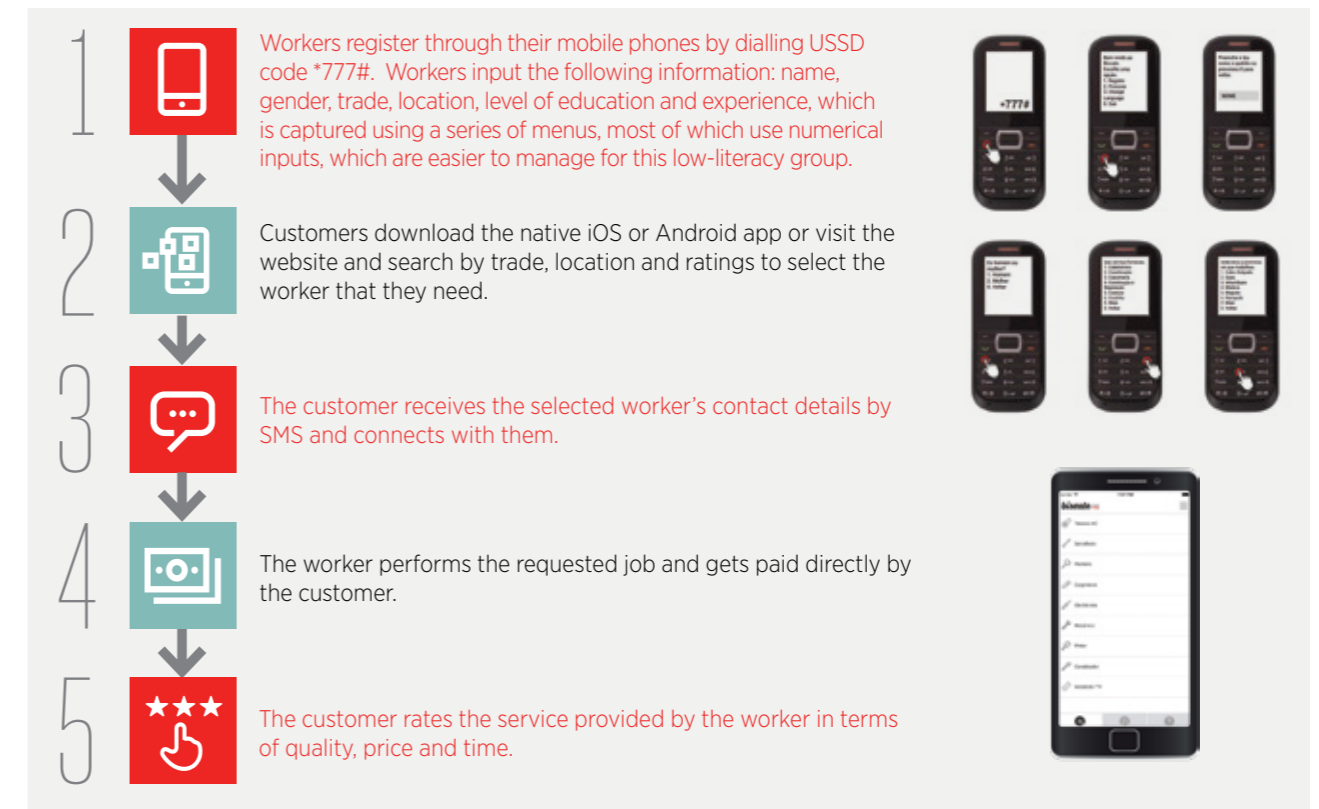 1
Workers register through their mobile phones by dialling USSD
code *777#. Workers input the following information: name,
gender, trade, location, level of education and experience, which
is captured using a series of menus, most of which use numerical
inputs, which are easier to manage for this low-literacy group.
2
Customers download the native iOS or Android app or visit the
website and search by trade, location and ratings to select the
worker that they need.
3
The customer receives the selected worker's contact details by
SMS and connects with them.
4
The worker performs the requested job and gets paid directly by
the customer.
5
The customer rates the service provided by the worker in terms
of quality, price and time.
*777#